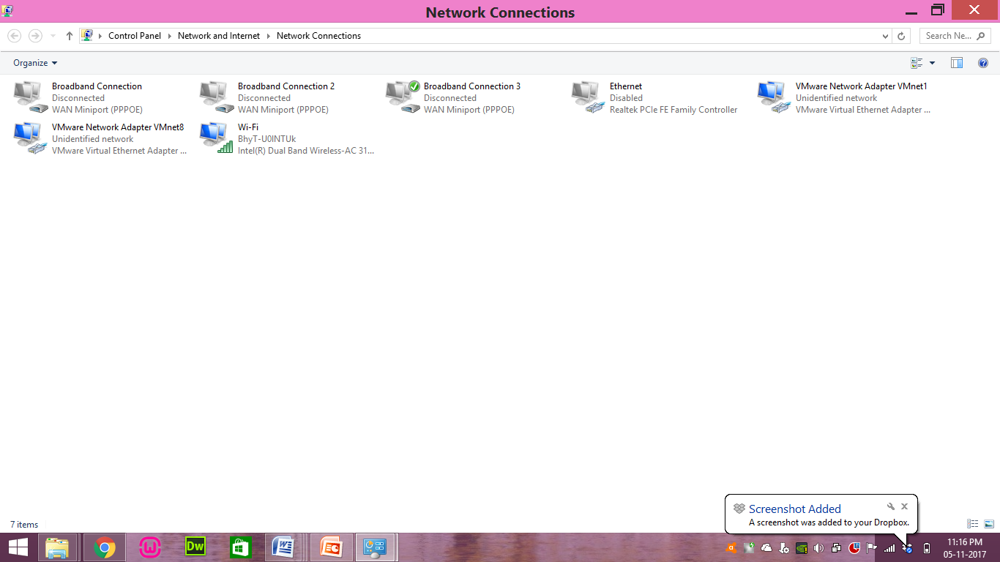 Network Connections
Control Panel Network and Internet Network Connections
Search Ne...
Organize
Broadband Connection
Disconnected
WAN Miniport (PPPOE)
Broadband Connection 2
Disconnected
WAN Miniport (PPPOE)
Broadband Connection 3
Disconnected
WAN Miniport (PPPOE)
Ethernet
Disabled
Realtek PCIe FE Family Controller
VMware Network Adapter VMnet1
Unidentified network
VMware Virtual Ethernet Adapter ...
VMware Network Adapter VMnet8
Unidentified network
VMware Virtual Ethernet Adapter ...
Wi-Fi
BhyT-U0INTUk
Intel(R) Dual Band Wireless-AC 31...
Screenshot Added
A screenshot was added to your Dropbox.
7 items
Dw
11:16 PM
05-11-2017